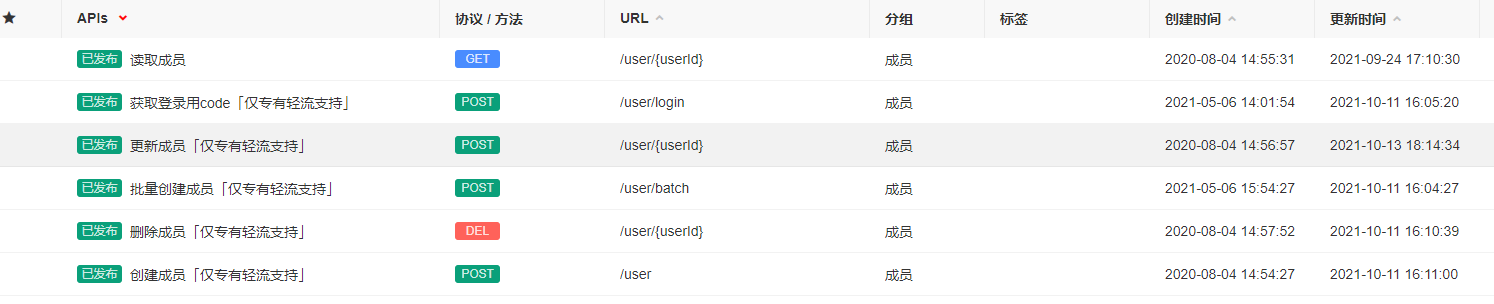 ★ APIs 协议 / 方法 URL 分组 标签 创建时间 更新时间
已发布 读取成员 GET /user/{userId} 成员 2020-08-04 14:55:31 2021-09-24 17:10:30
已发布 获取登录用code「仅专有轻流支持」 POST /user/login 成员 2021-05-06 14:01:54 2021-10-11 16:05:20
已发布 更新成员「仅专有轻流支持」 POST /user/{userId} 成员 2020-08-04 14:56:57 2021-10-13 18:14:34
已发布 批量创建成员「仅专有轻流支持」 POST /user/batch 成员 2021-05-06 15:54:27 2021-10-11 16:04:27
已发布 删除成员「仅专有轻流支持」 DEL /user/{userId} 成员 2020-08-04 14:57:52 2021-10-11 16:10:39
已发布 创建成员「仅专有轻流支持」 POST /user 成员 2020-08-04 14:54:27 2021-10-11 16:11:00